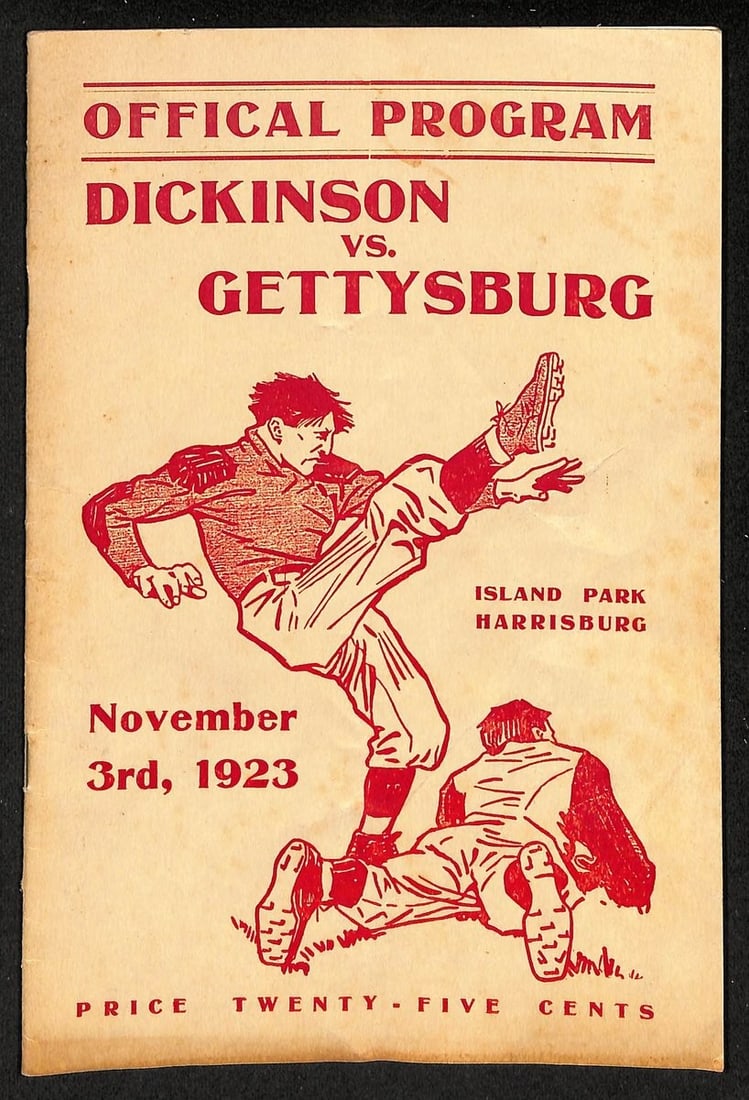 OFFICAL PROGRAM
DICKINSON
VS.
GETTYSBURG
ISLAND PARK
HARRISBURG
November
3rd, 1923
PRICE TWENTY-FIVE CENTS